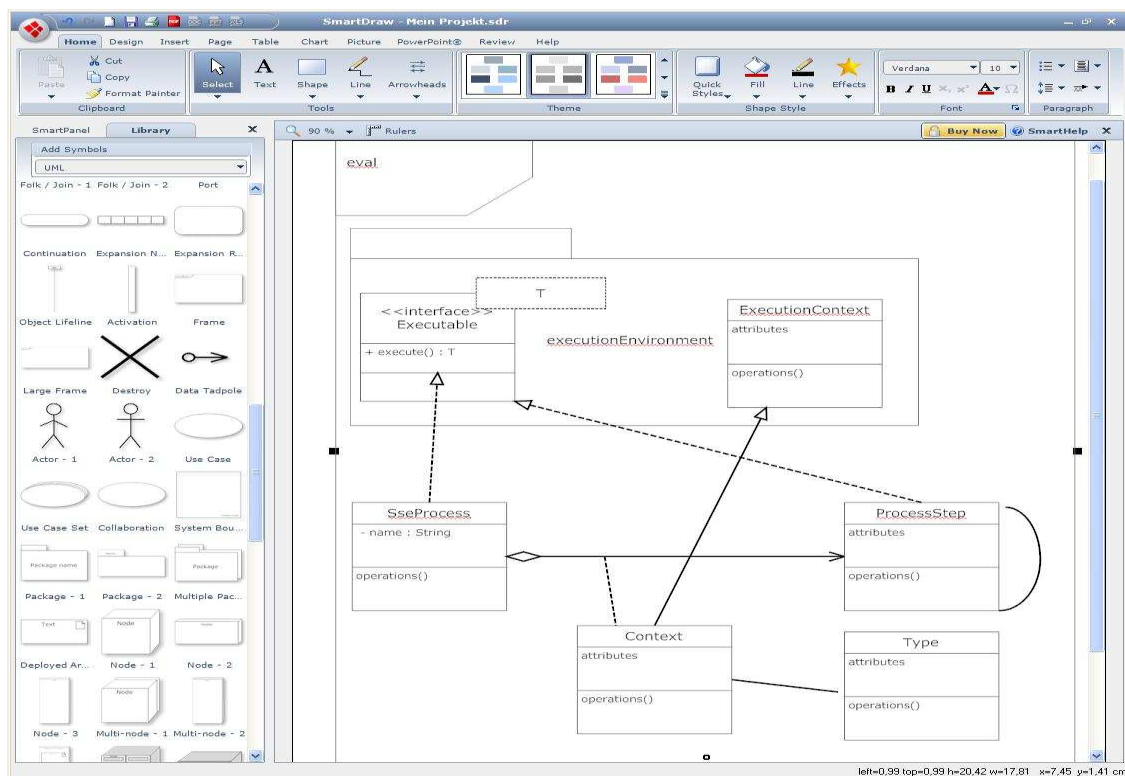 SmartDraw - Mein Projekt.sdr
Home Design Insert Page Table Chart Picture PowerPoint® Review Help
Paste
Cut
Copy
Format Painter
Clipboard
Select Text Shape Line Arrowheads
Tools
Theme
Quick Styles Fill Line Effects
Shape Style
Verdana 10
B I U
Font
Paragraph
SmartPanel Library
90 % Rulers
Buy Now SmartHelp
Add Symbols
UML
Folk / Join - 1 Folk / Join - 2 Port
Continuation Expansion N... Expansion R...
Object Lifeline Activation Frame
Large Frame Destroy Data Tadpole
Actor - 1 Actor - 2 Use Case
Use Case Set Collaboration System Bou...
Package name Package
Package - 1 Package - 2 Multiple Pac...
Text Node
Deployed Ar... Node - 1 Node - 2
Node
Node - 3 Multi-node - 1 Multi-node - 2
eval
T
<<interface>>
Executable
+ execute() : T
executionEnvironment
ExecutionContext
attributes
operations()
SseProcess
- name : String
operations()
ProcessStep
attributes
operations()
Context
attributes
operations()
Type
attributes
operations()
left=0,99 top=0,99 h=20,42 w=17,81 x=7,45 y=1,41 cm